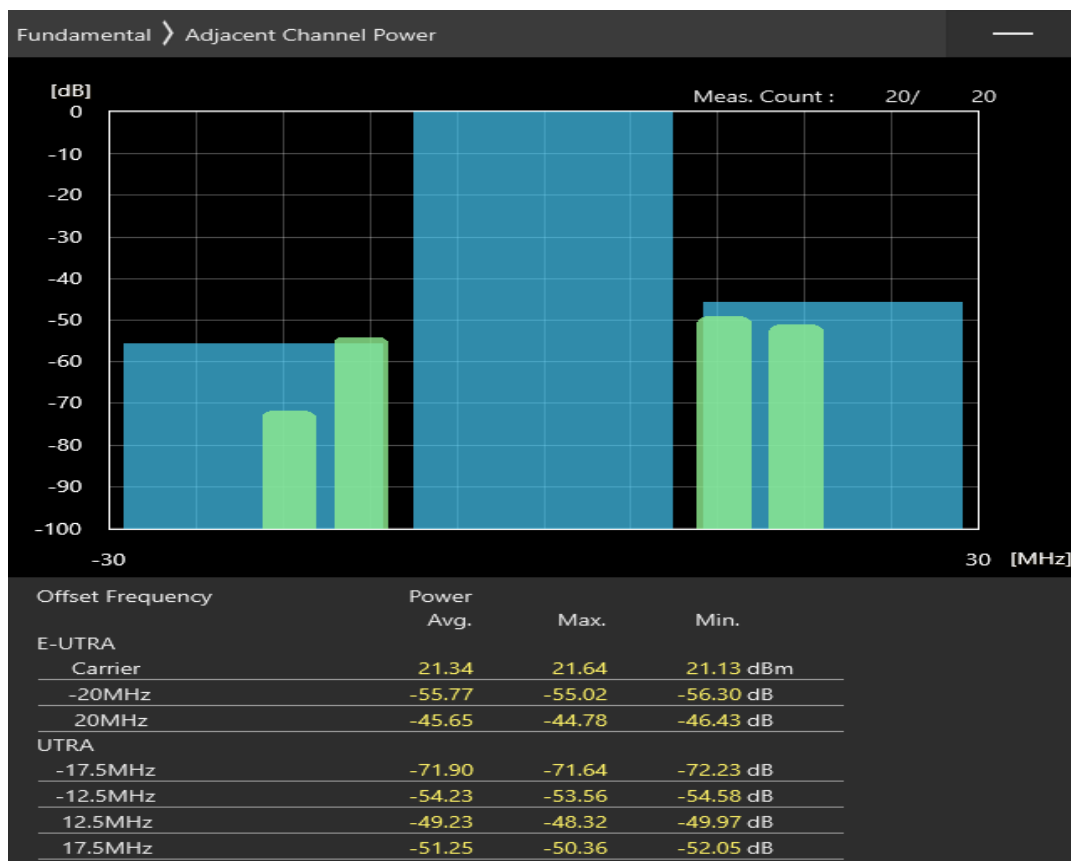 Fundamental ❯ Adjacent Channel Power
[dB]
Meas. Count : 20/ 20
0
-10
-20
-30
-40
-50
-60
-70
-80
-90
-100
-30 30 [MHz]
Offset Frequency Power
Avg. Max. Min.
E-UTRA
Carrier 21.34 21.64 21.13 dBm
-20MHz -55.77 -55.02 -56.30 dB
20MHz -45.65 -44.78 -46.43 dB
UTRA
-17.5MHz -71.90 -71.64 -72.23 dB
-12.5MHz -54.23 -53.56 -54.58 dB
12.5MHz -49.23 -48.32 -49.97 dB
17.5MHz -51.25 -50.36 -52.05 dB